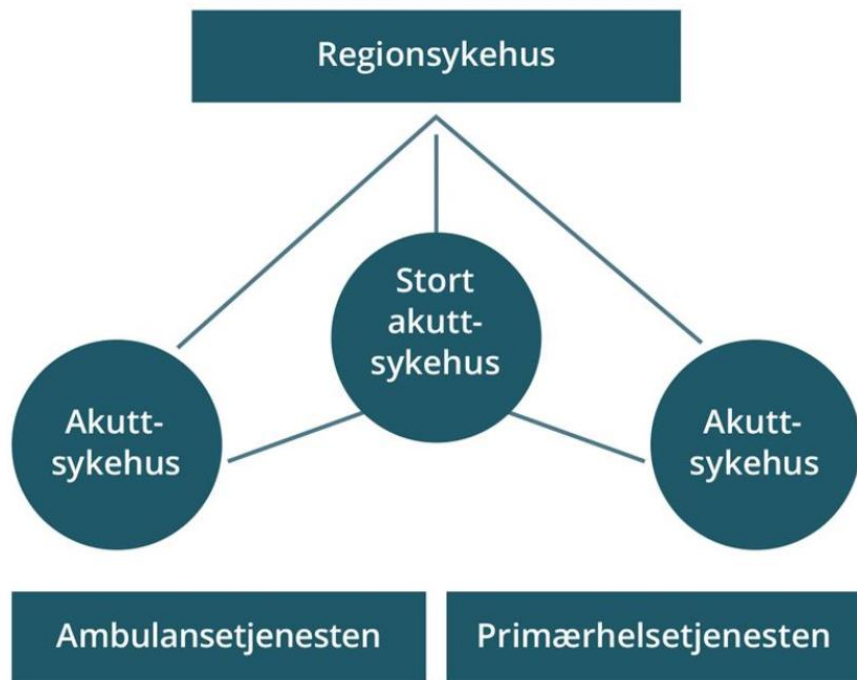 Regionsykehus
Stort
akutt-
sykehus
Akutt-
sykehus
Akutt-
sykehus
Ambulansetjenesten
Primærhelsetjenesten